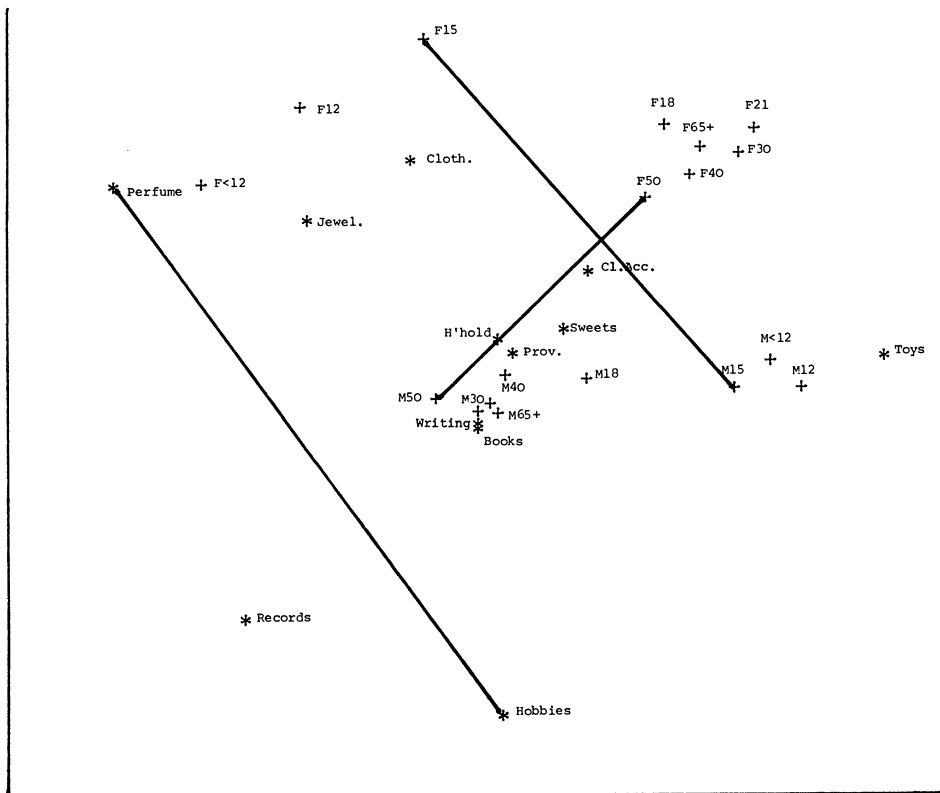 F15
F18
F21
F12
F65+
F30
Cloth.
F40
F50
F<12
Perfume
Jewel.
Cl.Acc.
H'hold
Sweets
Prov.
M<12
Toys
M15
M12
M18
M40
M50
M30
M65+
Writing
Books
Records
Hobbies